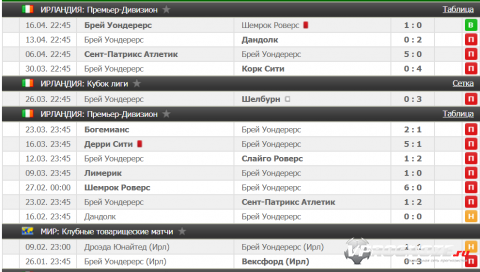 ИРЛАНДИЯ: Премьер-Дивизион Таблица
16.04. 22:45 Брей Уондерерс Шемрок Роверс 1 : 0 В
13.04. 22:45 Брей Уондерерс Дандолк 0 : 2 П
06.04. 22:45 Сент-Патрикс Атлетик Брей Уондерерс 5 : 0 П
30.03. 22:45 Брей Уондерерс Корк Сити 0 : 4 П
ИРЛАНДИЯ: Кубок лиги Сетка
26.03. 22:45 Брей Уондерерс Шелбурн 0 : 3 П
ИРЛАНДИЯ: Премьер-Дивизион Таблица
23.03. 23:45 Богемианс Брей Уондерерс 2 : 1 П
16.03. 23:45 Дерри Сити Брей Уондерерс 5 : 1 П
12.03. 23:45 Брей Уондерерс Слайго Роверс 1 : 2 П
09.03. 23:45 Лимерик Брей Уондерерс 1 : 0 П
27.02. 00:00 Шемрок Роверс Брей Уондерерс 6 : 0 П
23.02. 23:45 Брей Уондерерс Сент-Патрикс Атлетик 1 : 2 П
16.02. 23:45 Дандолк Брей Уондерерс 0 : 0 Н
МИР: Клубные товарищеские матчи
09.02. 23:00 Дроэда Юнайтед (Ирл) Брей Уондерерс (Ирл) Н
26.01. 23:45 Брей Уондерерс (Ирл) Вексфорд (Ирл) 0 : 3 П